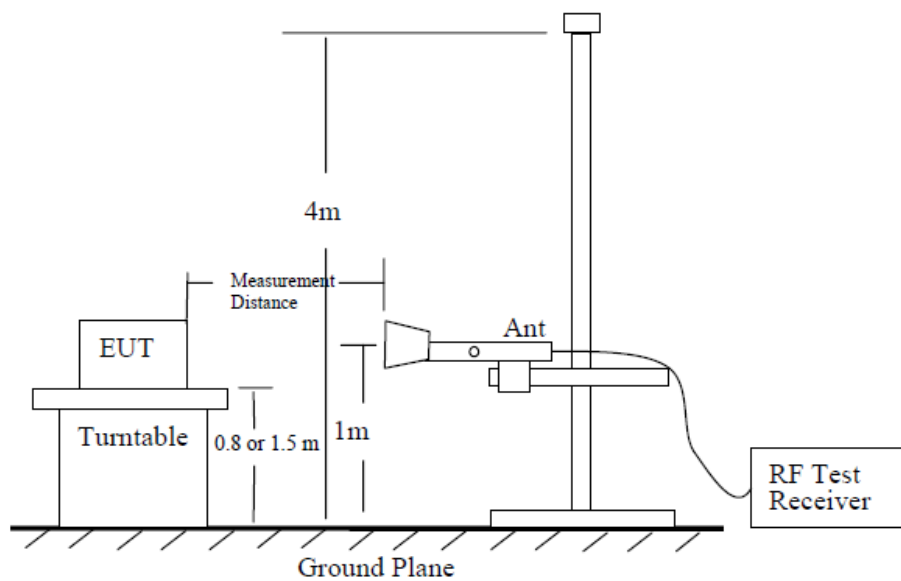 4m
Measurement
Distance
Ant
EUT
Turntable
0.8 or 1.5 m
1m
RF Test
Receiver
Ground Plane